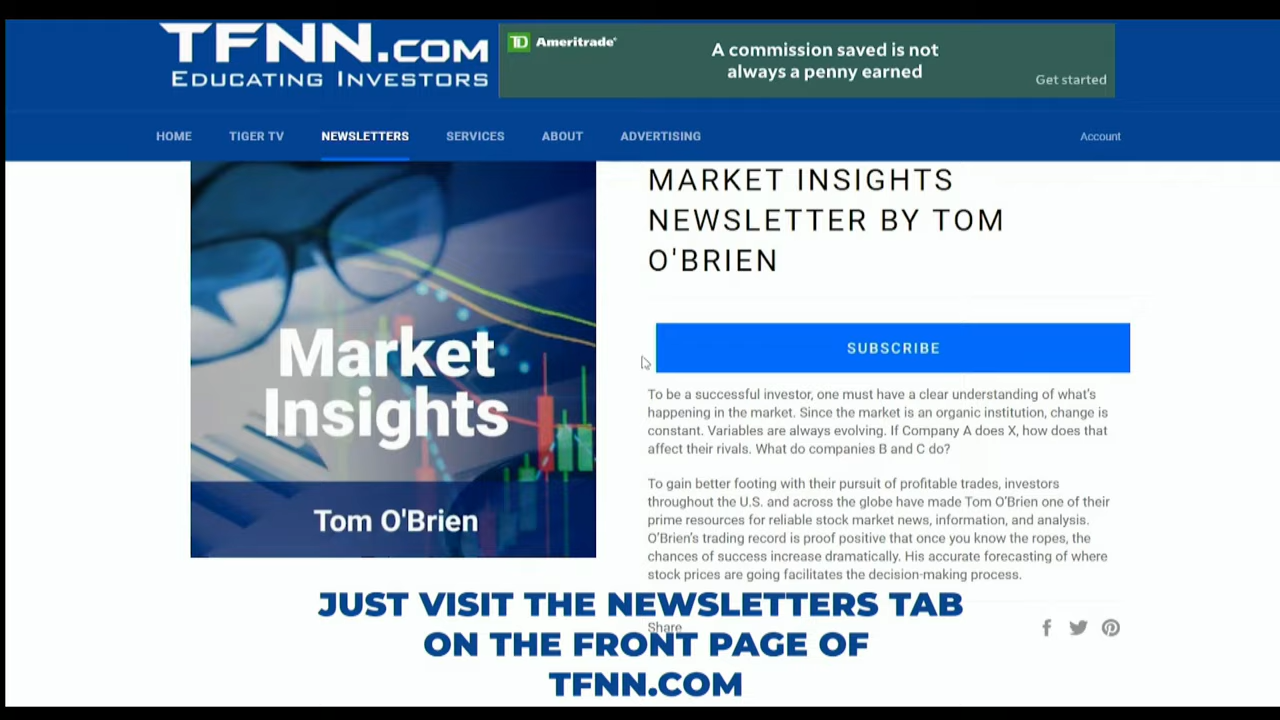 TFNN.COM
EDUCATING INVESTORS
TD Ameritrade®
A commission saved is not
always a penny earned
Get started
HOME
TIGER TV
NEWSLETTERS
SERVICES
ABOUT
ADVERTISING
Account
Market
Insights
Tom O'Brien
MARKET INSIGHTS
NEWSLETTER BY TOM
O'BRIEN
SUBSCRIBE
To be a successful investor, one must have a clear understanding of what's
happening in the market. Since the market is an organic institution, change is
constant. Variables are always evolving. If Company A does X, how does that
affect their rivals. What do companies B and C do?
To gain better footing with their pursuit of profitable trades, investors
throughout the U.S. and across the globe have made Tom O'Brien one of their
prime resources for reliable stock market news, information, and analysis.
O'Brien's trading record is proof positive that once you know the ropes, the
chances of success increase dramatically. His accurate forecasting of where
stock prices are going facilitates the decision-making process.
Share
JUST VISIT THE NEWSLETTERS TAB
ON THE FRONT PAGE OF
TFNN.COM